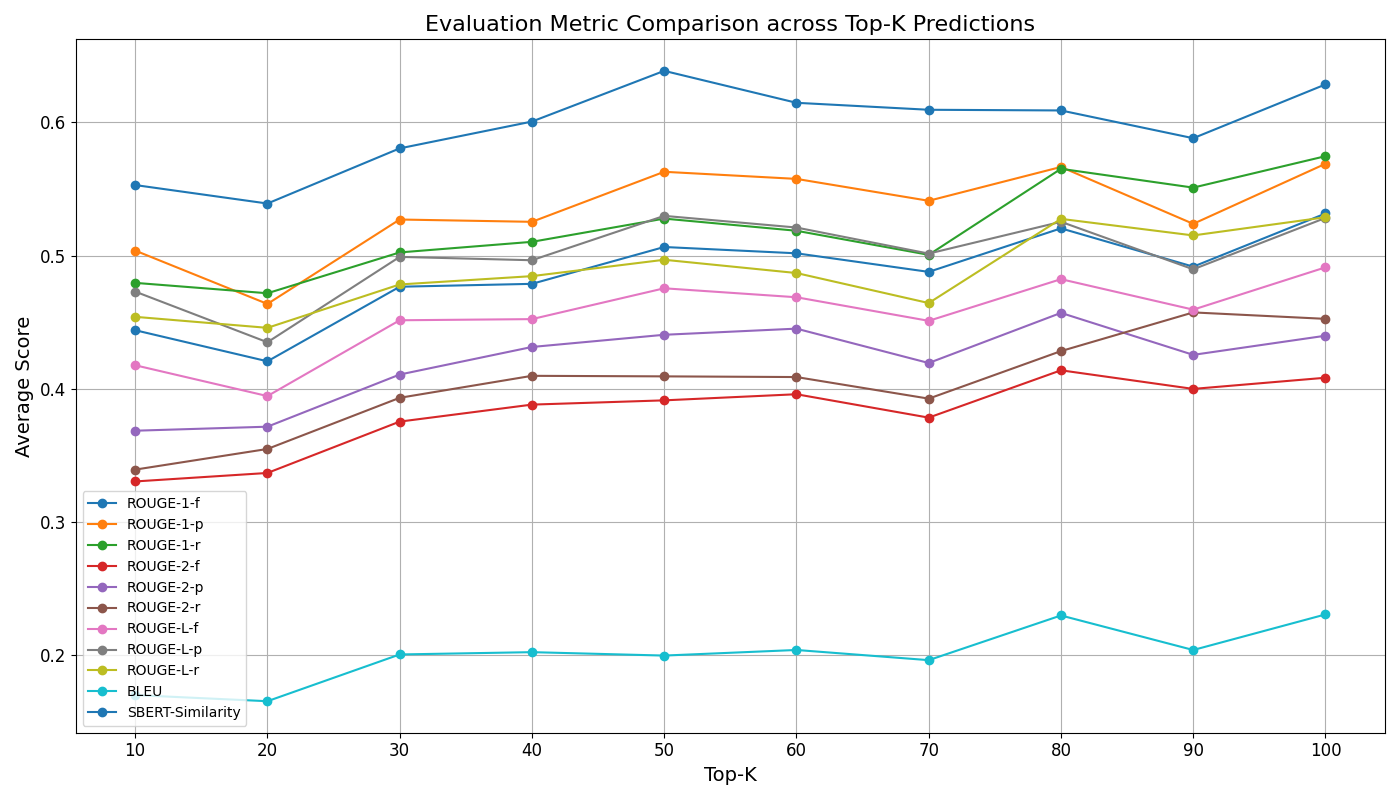 Evaluation Metric Comparison across Top-K Predictions
Average Score
0.6
0.5
0.4
0.3
0.2
ROUGE-1-f
ROUGE-1-p
ROUGE-1-r
ROUGE-2-f
ROUGE-2-p
ROUGE-2-r
ROUGE-L-f
ROUGE-L-p
ROUGE-L-r
BLEU
SBERT-Similarity
10 20 30 40 50 60 70 80 90 100
Top-K